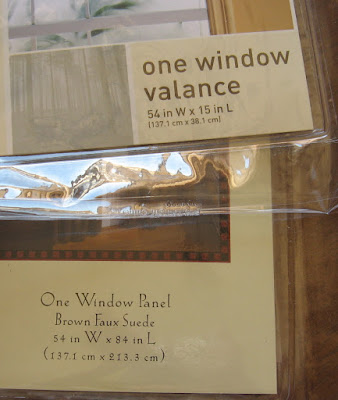 one window
valance
54 in W x 15 in L
(137.1 cm x 38.1 cm)
One Window Panel
Brown Faux Suede
54 in W x 84 in L
(137.1 cm x 213.3 cm)